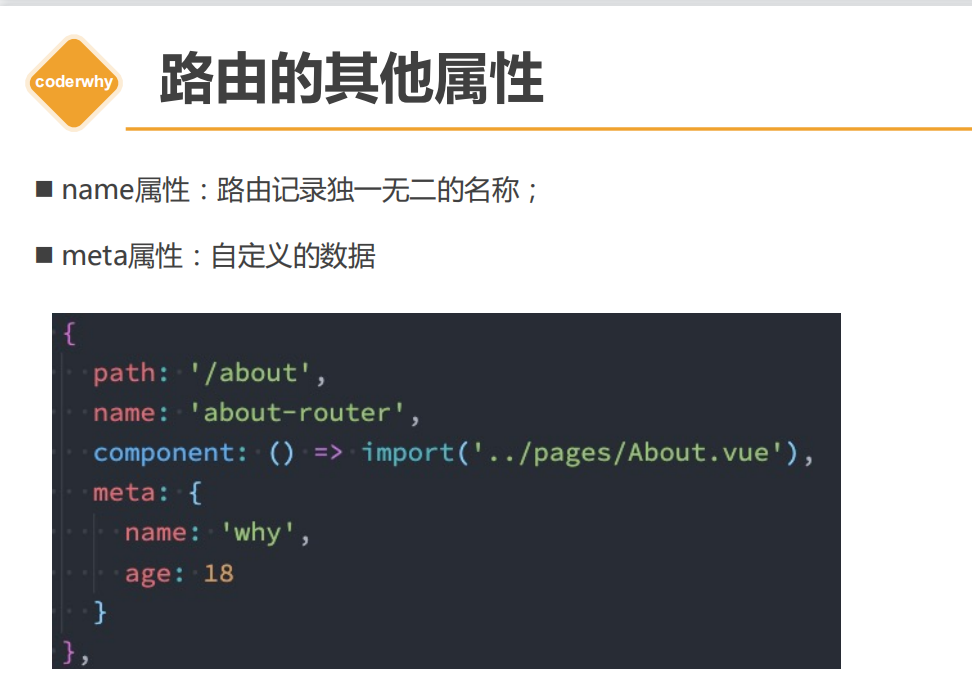 coderwhy
路由的其他属性
name属性：路由记录独一无二的名称；
meta属性：自定义的数据
{
path: '/about',
name: 'about-router',
component: () => import('../pages/About.vue'),
meta: {
name: 'why',
age: 18
}
},